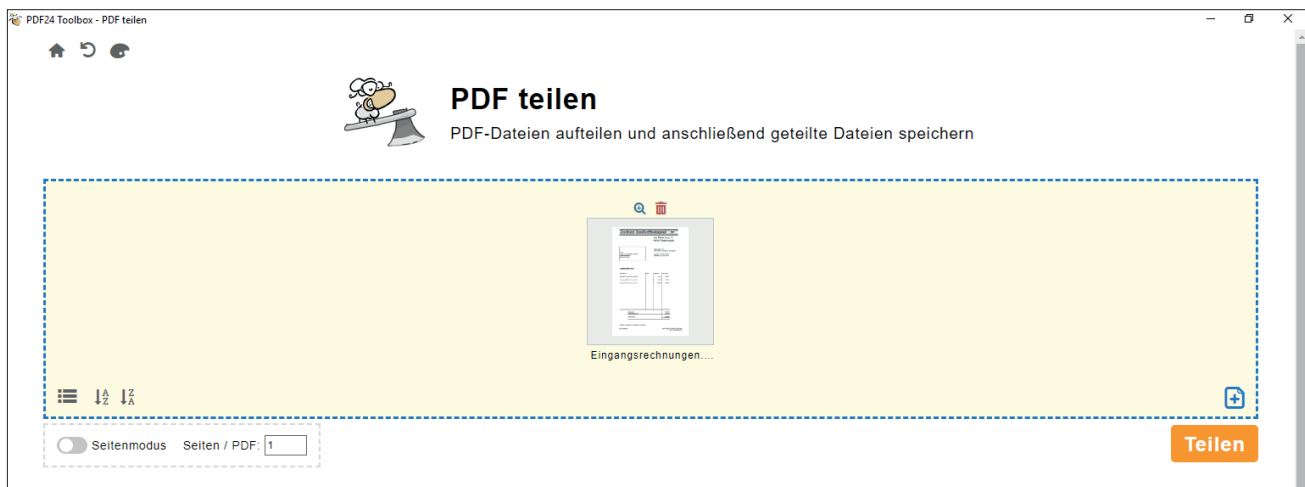 PDF24 Toolbox - PDF teilen
PDF teilen
PDF-Dateien aufteilen und anschließend geteilte Dateien speichern
Eingangsrechnungen....
A
Z
Z
A
Seitenmodus Seiten / PDF: 1
Teilen